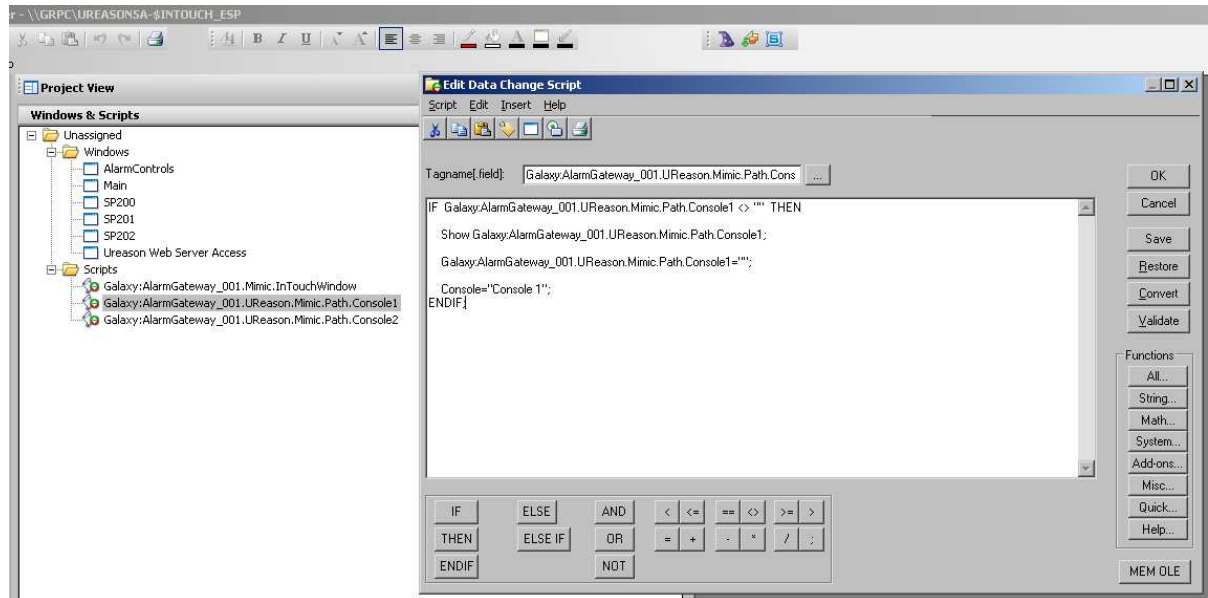 r - \\GRPC\UREASONSA-$INTOUCH_ESP
B I U
Project View
Windows & Scripts
Unassigned
Windows
AlarmControls
Main
SP200
SP201
SP202
Ureason Web Server Access
Scripts
Galaxy:AlarmGateway_001.Mimic.InTouchWindow
Galaxy:AlarmGateway_001.UReason.Mimic.Path.Console1
Galaxy:AlarmGateway_001.UReason.Mimic.Path.Console2
Edit Data Change Script
Script Edit Insert Help
Tagname[.field]: Galaxy:AlarmGateway_001.UReason.Mimic.Path.Cons ...
IF Galaxy:AlarmGateway_001.UReason.Mimic.Path.Console1 <> "" THEN
Show Galaxy:AlarmGateway_001.UReason.Mimic.Path.Console1;
Galaxy:AlarmGateway_001.UReason.Mimic.Path.Console1="";
Console="Console 1";
ENDIF;
OK
Cancel
Save
Restore
Convert
Validate
Functions
All...
String...
Math...
System...
Add-ons...
Misc...
Quick...
Help...
MEM OLE
IF ELSE AND < <= == <> >= >
THEN ELSE IF OR = + - * / ;
ENDIF NOT